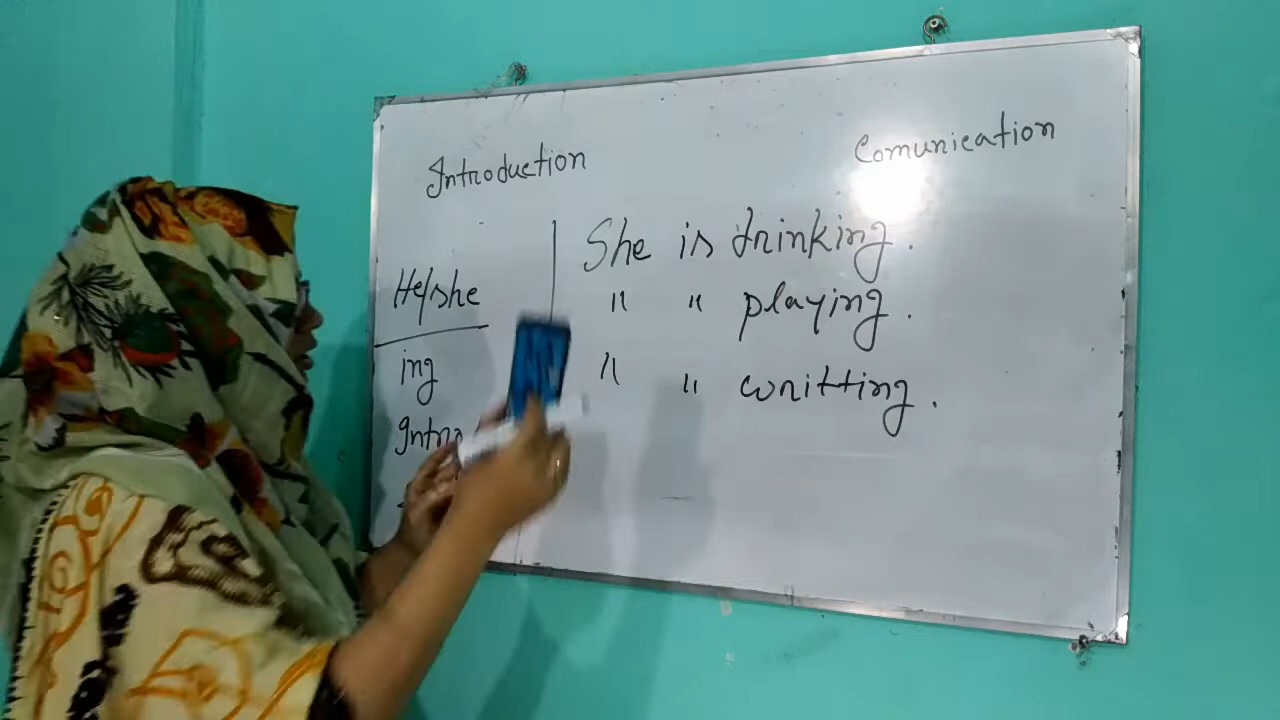 Introduction
Comunication
He/she
ing
She is drinking.
" " playing.
" " writting.